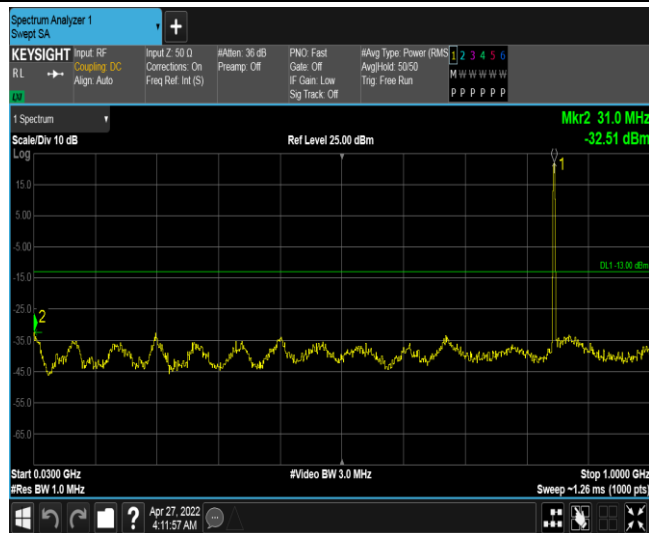 Spectrum Analyzer 1
Swept SA
+
KEYSIGHT Input: RF Input Z: 50 Ω #Atten: 36 dB PNO: Fast #Avg Type: Power (RMS 1 2 3 4 5 6
RL Coupling: DC Corrections: On Preamp: Off Gate: Off Avg|Hold: 50/50 M W W W W W
Align: Auto Freq Ref: Int (S) IF Gain: Low Trig: Free Run
Sig Track: Off P P P P P P
1 Spectrum Mkr2 31.0 MHz
Scale/Div 10 dB Ref Level 25.00 dBm -32.51 dBm
Log
1
15.0
5.00
-5.00
DL1 -13.00 dBm
-15.0
-25.0
2
-35.0
-45.0
-55.0
-65.0
Start 0.0300 GHz #Video BW 3.0 MHz Stop 1.0000 GHz
#Res BW 1.0 MHz Sweep ~1.26 ms (1000 pts)
? Apr 27, 2022
4:11:57 AM